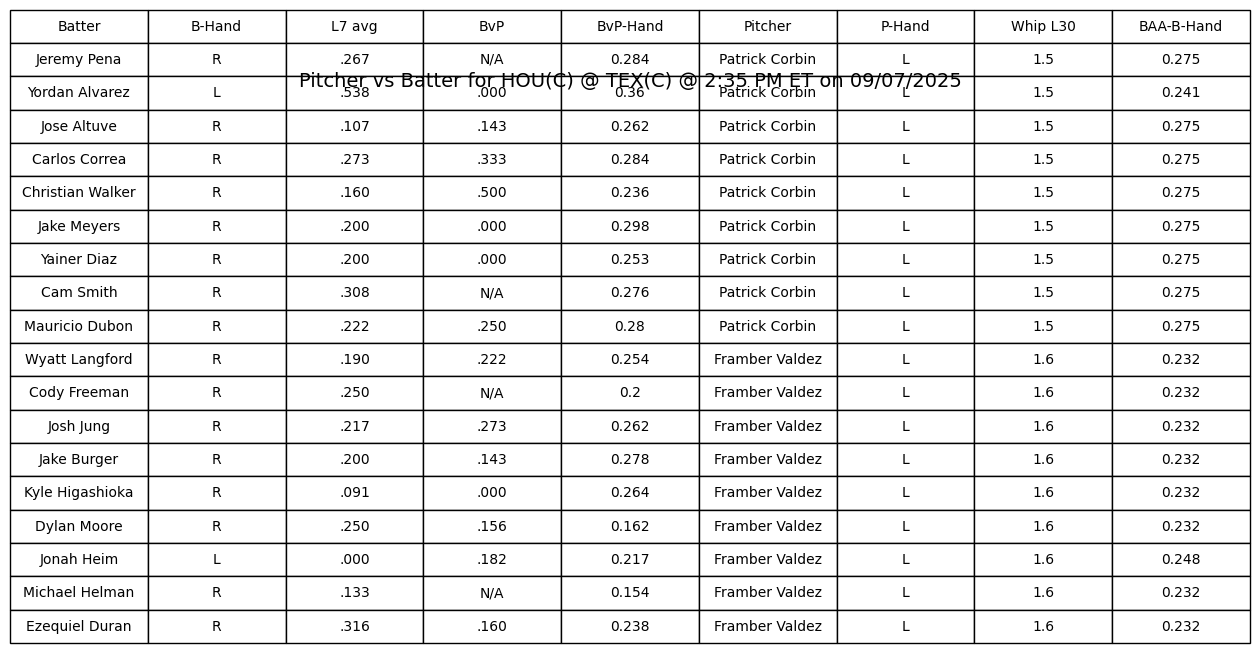 Batter B-Hand L7 avg BvP BvP-Hand Pitcher P-Hand Whip L30 BAA-B-Hand
Jeremy Pena R .267 N/A 0.284 Patrick Corbin L 1.5 0.275
Pitcher vs Batter for HOU(C) @ TEX(C) @ 2:35 PM ET on 09/07/2025
Yordan Alvarez L .538 .000 0.36 Patrick Corbin L 1.5 0.241
Jose Altuve R .107 .143 0.262 Patrick Corbin L 1.5 0.275
Carlos Correa R .273 .333 0.284 Patrick Corbin L 1.5 0.275
Christian Walker R .160 .500 0.236 Patrick Corbin L 1.5 0.275
Jake Meyers R .200 .000 0.298 Patrick Corbin L 1.5 0.275
Yainer Diaz R .200 .000 0.253 Patrick Corbin L 1.5 0.275
Cam Smith R .308 N/A 0.276 Patrick Corbin L 1.5 0.275
Mauricio Dubon R .222 .250 0.28 Patrick Corbin L 1.5 0.275
Wyatt Langford R .190 .222 0.254 Framber Valdez L 1.6 0.232
Cody Freeman R .250 N/A 0.2 Framber Valdez L 1.6 0.232
Josh Jung R .217 .273 0.262 Framber Valdez L 1.6 0.232
Jake Burger R .200 .143 0.278 Framber Valdez L 1.6 0.232
Kyle Higashioka R .091 .000 0.264 Framber Valdez L 1.6 0.232
Dylan Moore R .250 .156 0.162 Framber Valdez L 1.6 0.232
Jonah Heim L .000 .182 0.217 Framber Valdez L 1.6 0.248
Michael Helman R .133 N/A 0.154 Framber Valdez L 1.6 0.232
Ezequiel Duran R .316 .160 0.238 Framber Valdez L 1.6 0.232